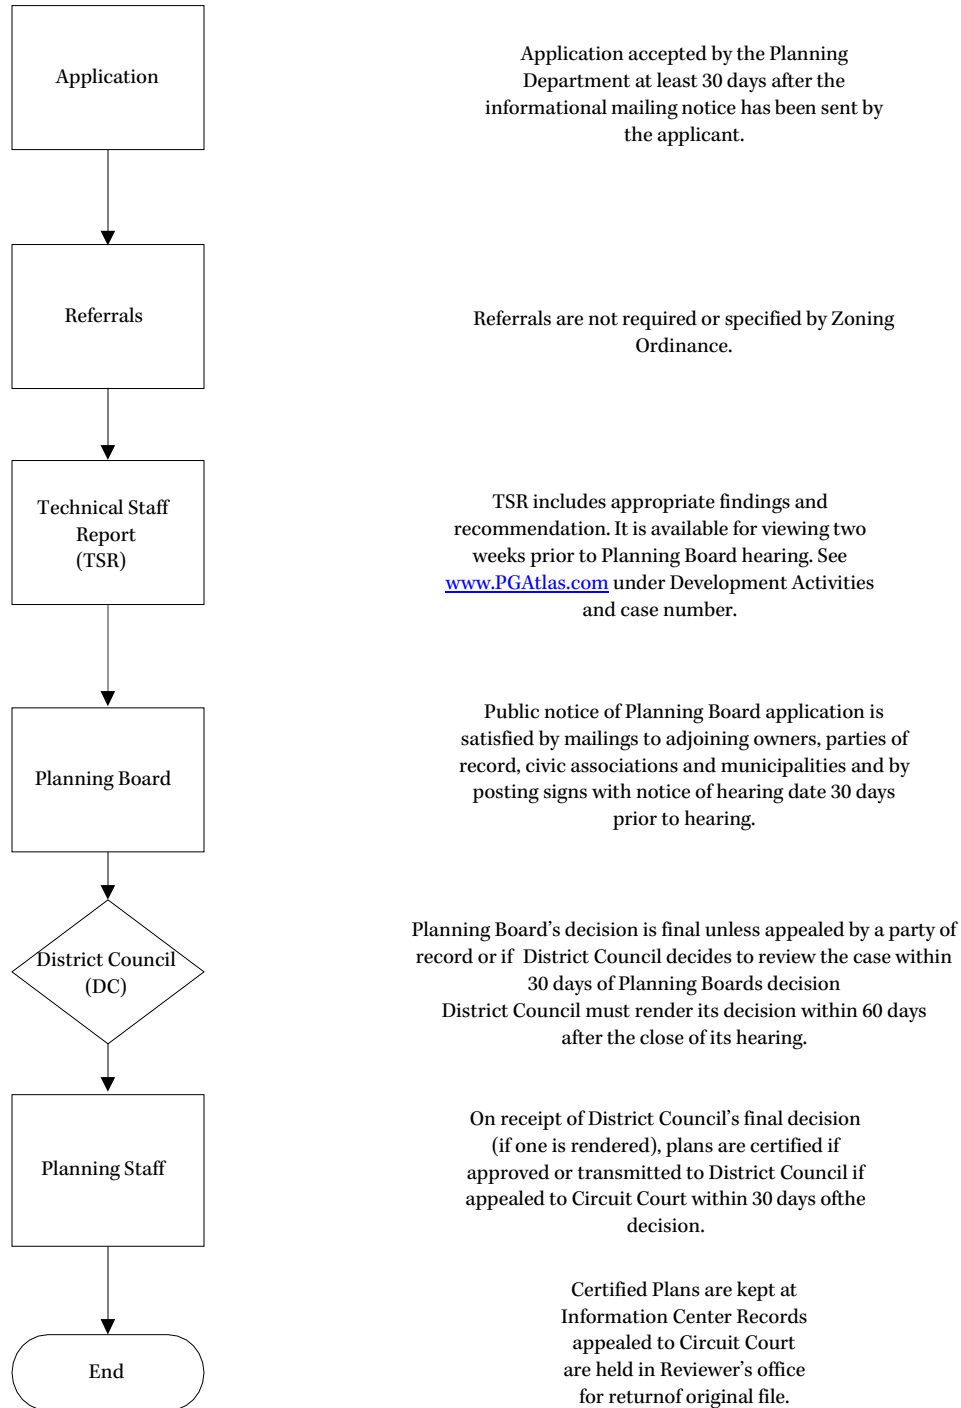 Application
Application accepted by the Planning
Department at least 30 days after the
informational mailing notice has been sent by
the applicant.
Referrals
Referrals are not required or specified by Zoning
Ordinance.
Technical Staff
Report
(TSR)
TSR includes appropriate findings and
recommendation. It is available for viewing two
weeks prior to Planning Board hearing. See
www.PGAtlas.com under Development Activities
and case number.
Planning Board
Public notice of Planning Board application is
satisfied by mailings to adjoining owners, parties of
record, civic associations and municipalities and by
posting signs with notice of hearing date 30 days
prior to hearing.
District Council
(DC)
Planning Board’s decision is final unless appealed by a party of
record or if District Council decides to review the case within
30 days of Planning Boards decision
District Council must render its decision within 60 days
after the close of its hearing.
Planning Staff
On receipt of District Council’s final decision
(if one is rendered), plans are certified if
approved or transmitted to District Council if
appealed to Circuit Court within 30 days ofthe
decision.
End
Certified Plans are kept at
Information Center Records
appealed to Circuit Court
are held in Reviewer’s office
for returnof original file.